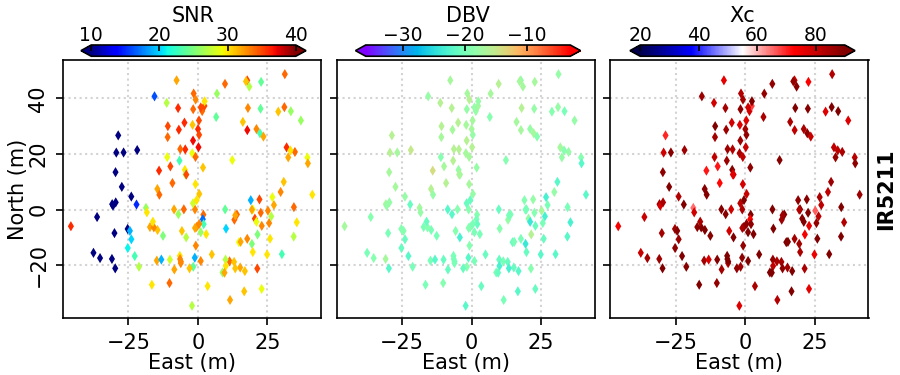 SNR DBV Xc
10 20 30 40 −30 −20 −10 20 40 60 80
40
20
0
−20
North (m)
IR5211
−25 0 25 −25 0 25 −25 0 25
East (m) East (m) East (m)